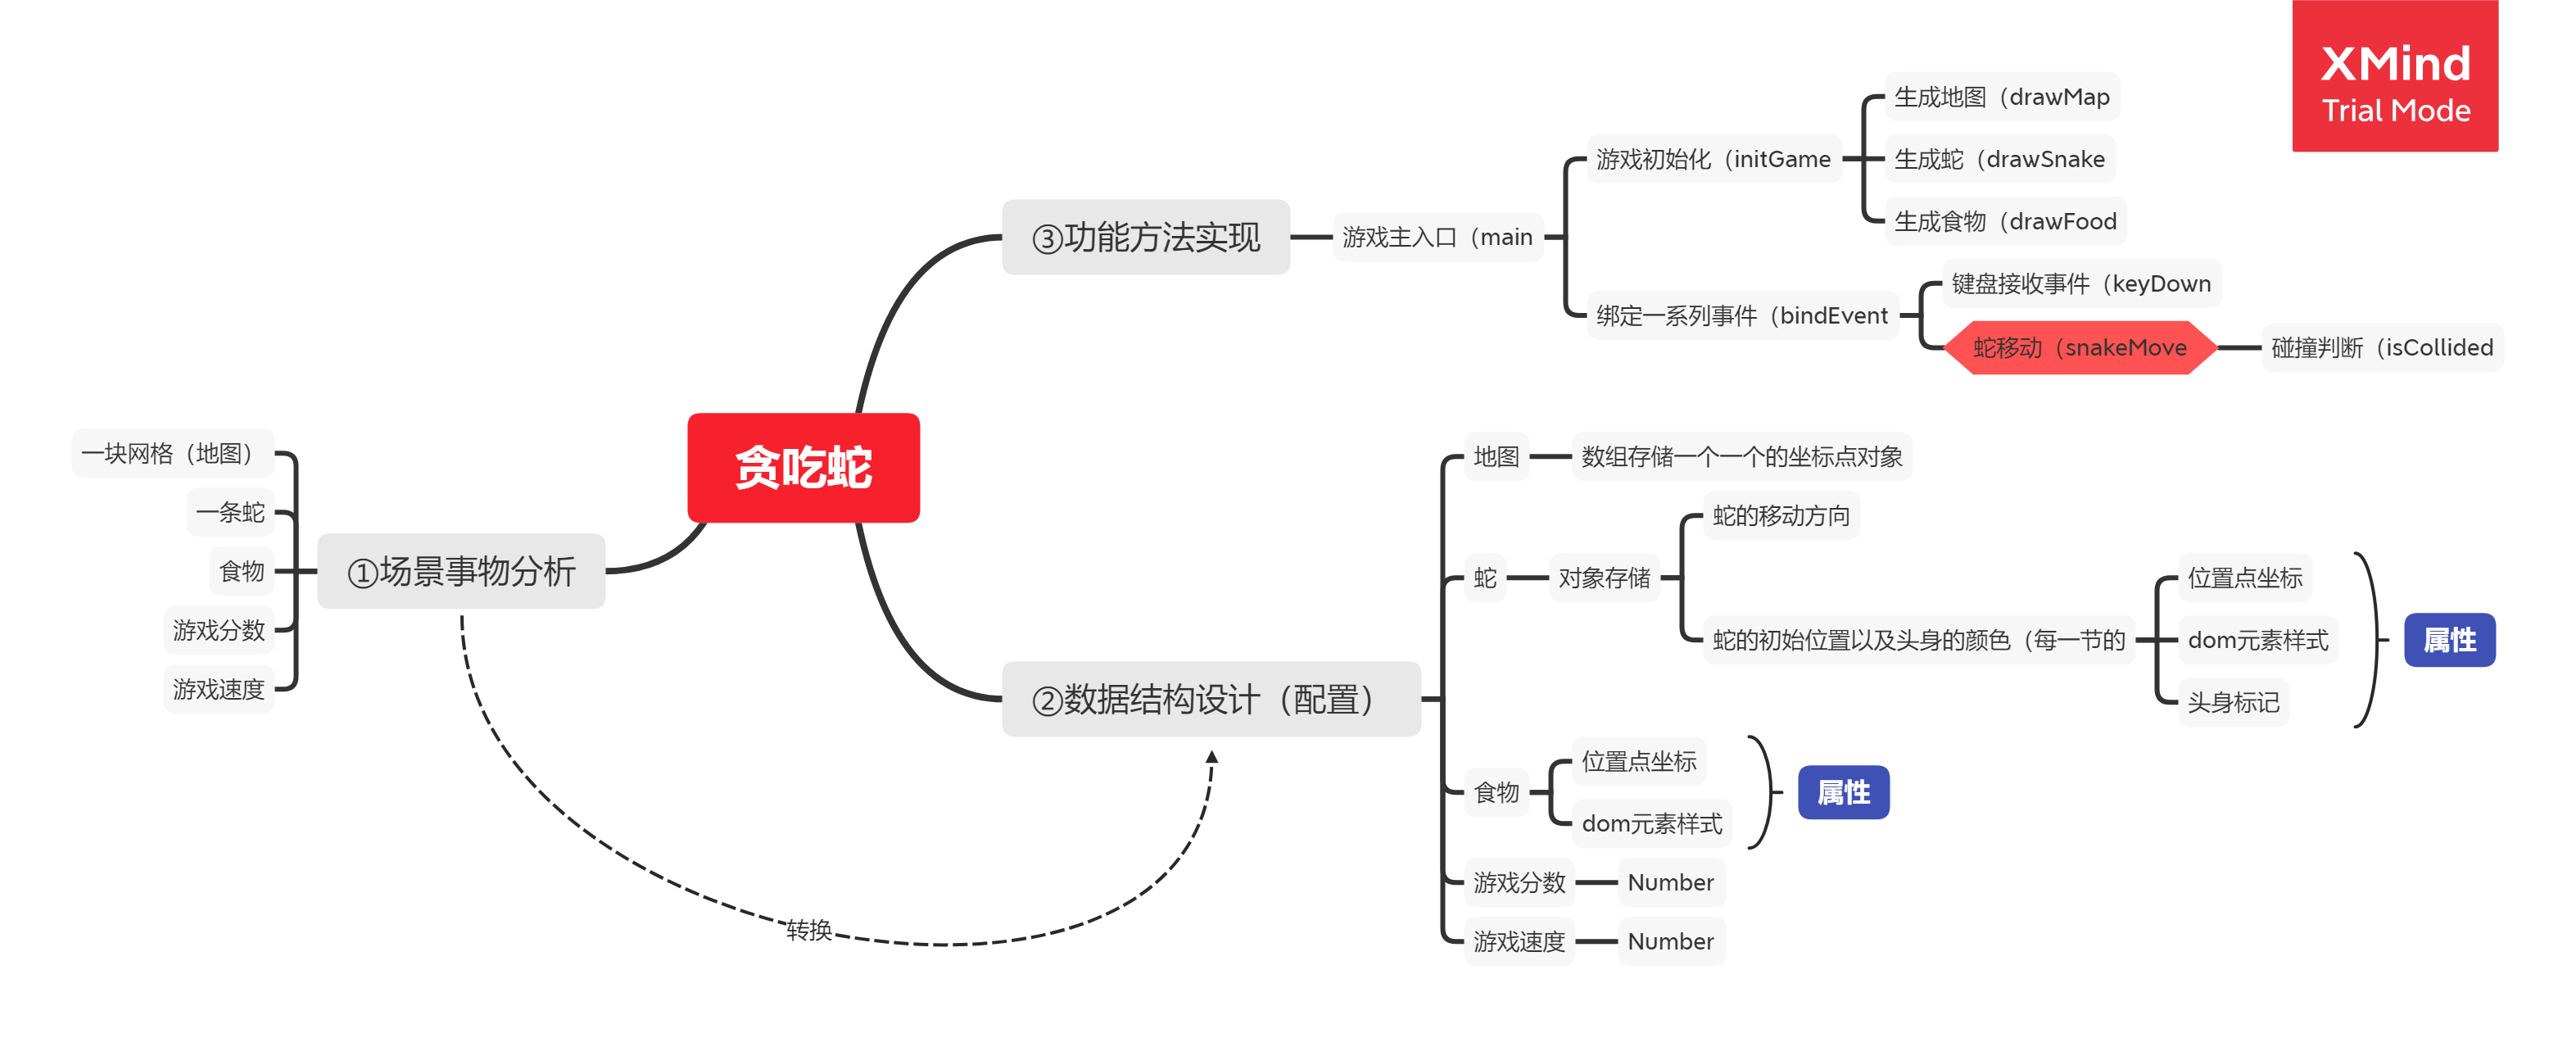 XMind
Trial Mode
贪吃蛇
①场景事物分析
一块网格（地图）
一条蛇
食物
游戏分数
游戏速度
转换
②数据结构设计（配置）
地图
数组存储一个一个的坐标点对象
蛇
对象存储
蛇的移动方向
蛇的初始位置以及头身的颜色（每一节的
位置点坐标
dom元素样式
头身标记
属性
食物
位置点坐标
dom元素样式
属性
游戏分数
Number
游戏速度
Number
③功能方法实现
游戏主入口（main
游戏初始化（initGame
生成地图（drawMap
生成蛇（drawSnake
生成食物（drawFood
绑定一系列事件（bindEvent
键盘接收事件（keyDown
蛇移动（snakeMove
碰撞判断（isCollided